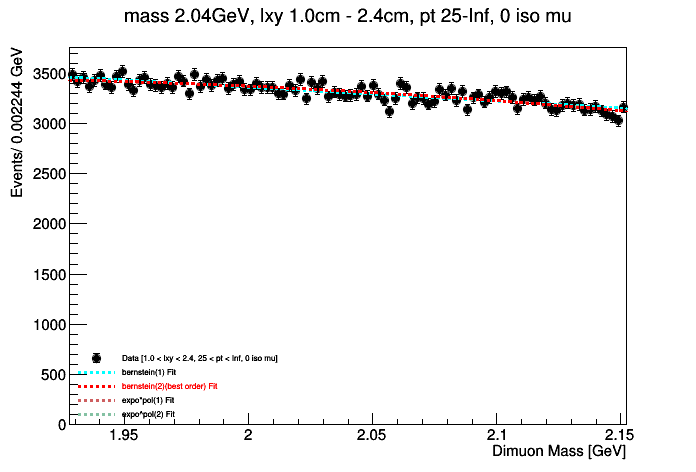 mass 2.04GeV, lxy 1.0cm - 2.4cm, pt 25-Inf, 0 iso mu
Events/ 0.002244 GeV
3500
3000
2500
2000
1500
1000
500
0
Data [1.0 < lxy < 2.4, 25 < pt < Inf, 0 iso mu]
bernstein(1) Fit
bernstein(2)(best order) Fit
expo*pol(1) Fit
expo*pol(2) Fit
1.95
2
2.05
2.1
2.15
Dimuon Mass [GeV]